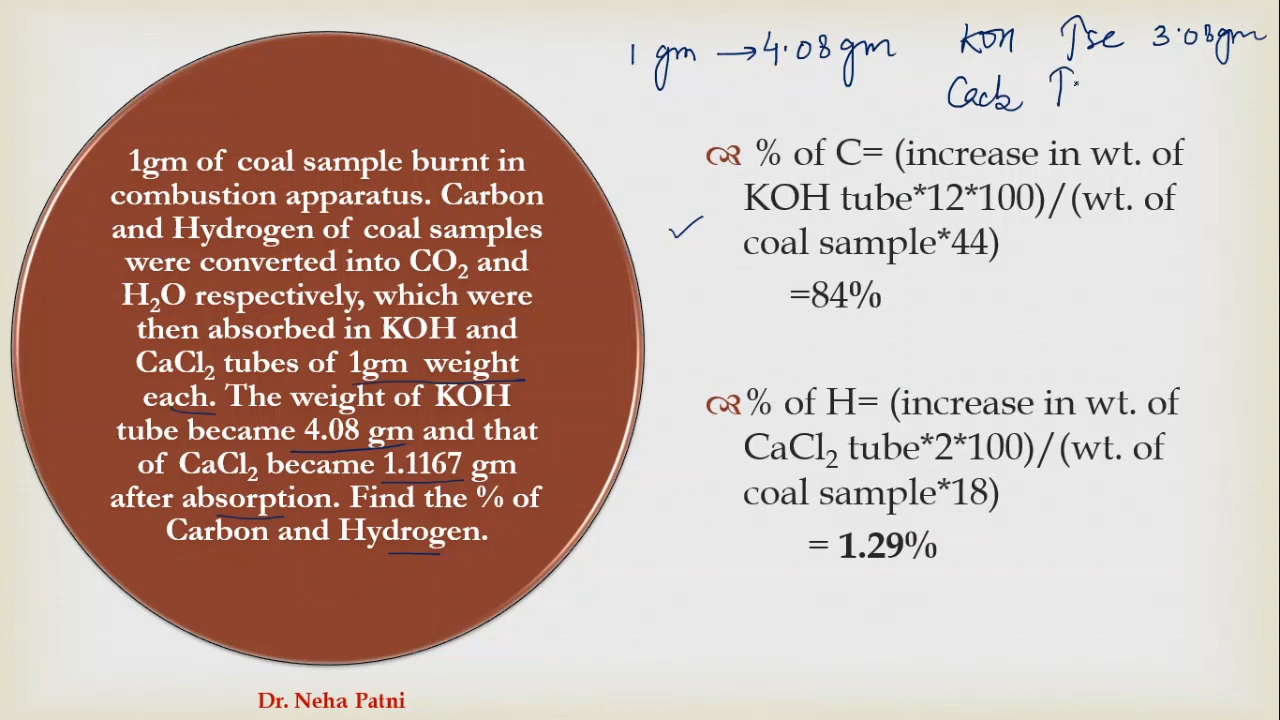 1 gm → 4.08 gm KOH ↑se 3.08gm
CaCl₂ ↑
1gm of coal sample burnt in
combustion apparatus. Carbon
and Hydrogen of coal samples
were converted into CO₂ and
H₂O respectively, which were
then absorbed in KOH and
CaCl₂ tubes of 1gm weight
each. The weight of KOH
tube became 4.08 gm and that
of CaCl₂ became 1.1167 gm
after absorption. Find the % of
Carbon and Hydrogen.
% of C= (increase in wt. of
KOH tube*12*100)/(wt. of
coal sample*44)
=84%
% of H= (increase in wt. of
CaCl₂ tube*2*100)/(wt. of
coal sample*18)
= 1.29%
Dr. Neha Patni